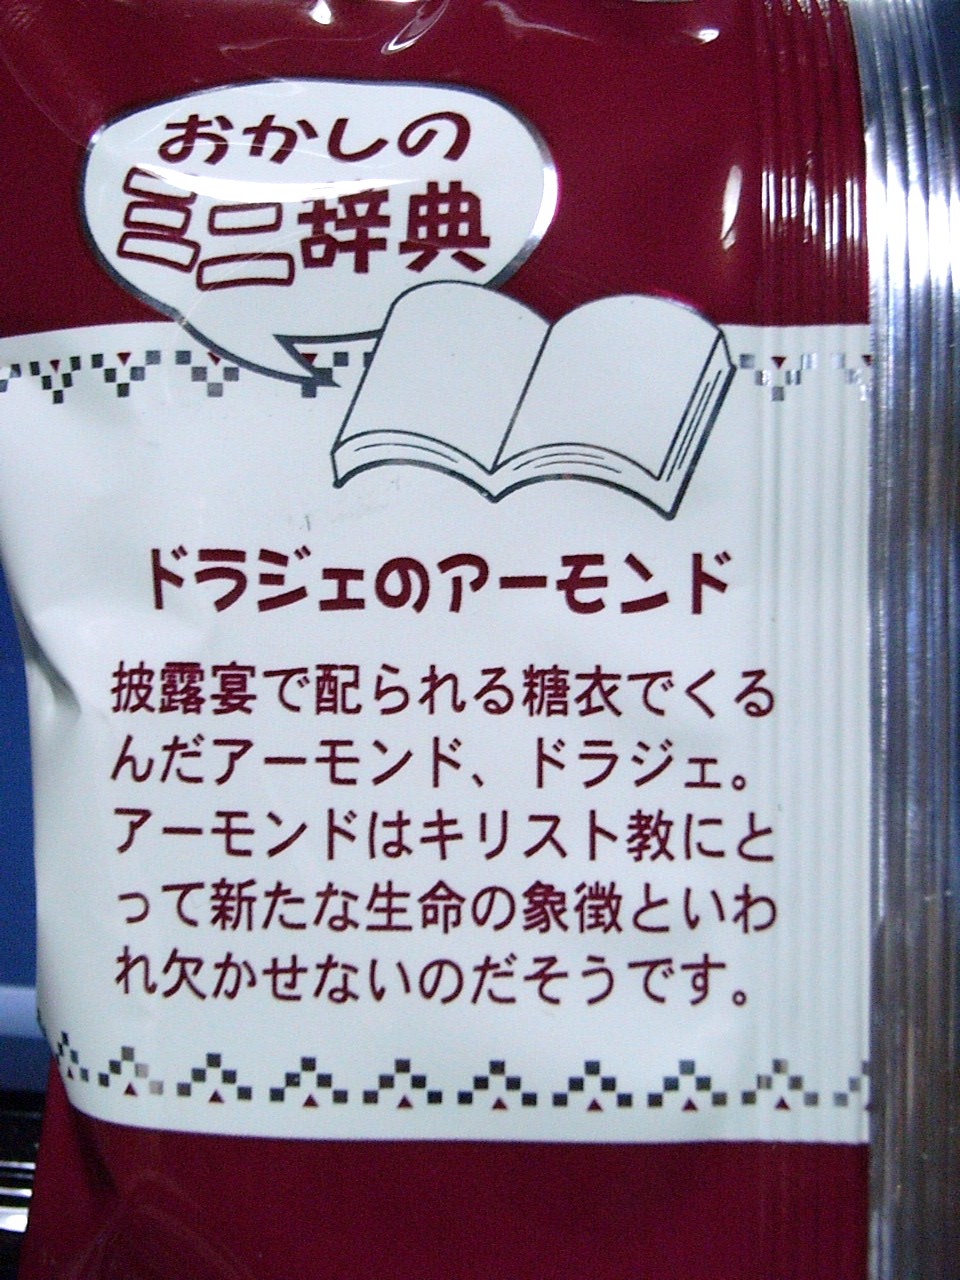 おかしの
ミニ辞典
ドラジェのアーモンド
披露宴で配られる糖衣でくる
んだアーモンド、ドラジェ。
アーモンドはキリスト教にと
って新たな生命の象徴といわ
れ欠かせないのだそうです。